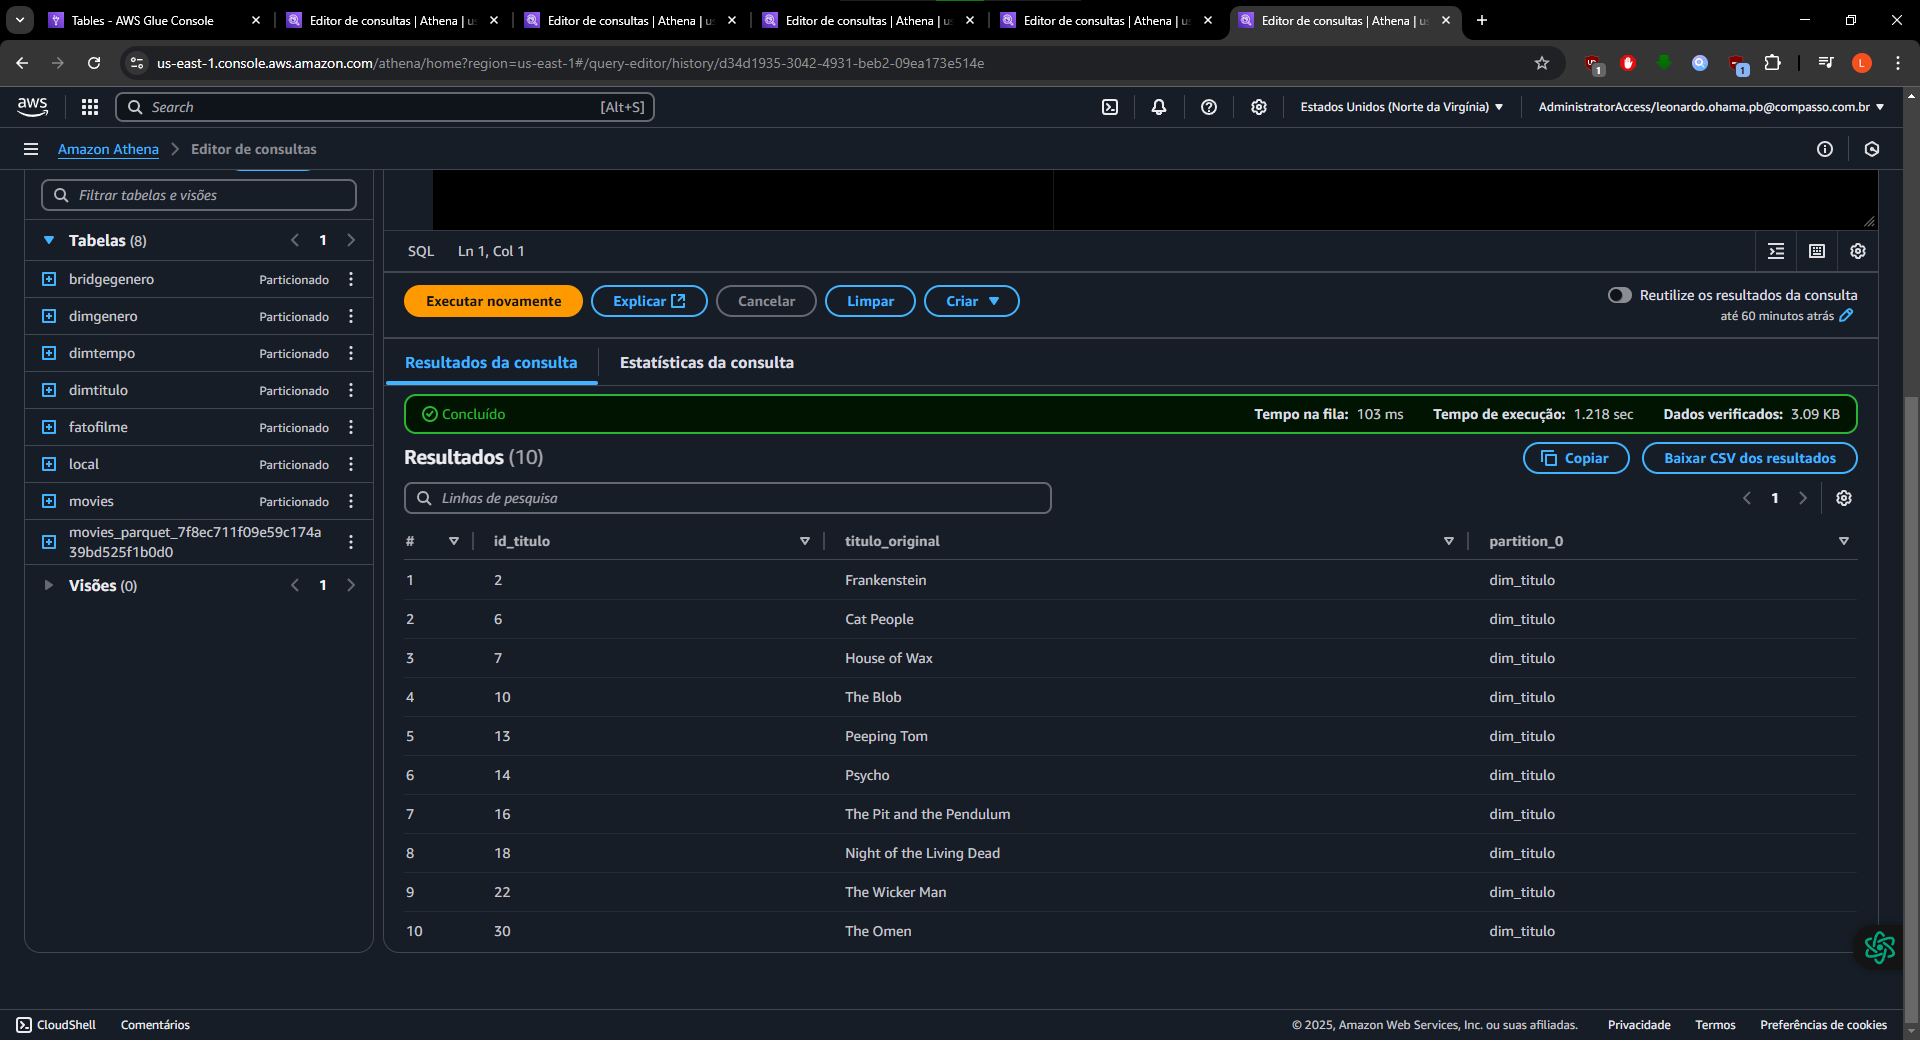 Tables - AWS Glue Console
Editor de consultas | Athena | us
Editor de consultas | Athena | us
Editor de consultas | Athena | us
Editor de consultas | Athena | us
Editor de consultas | Athena | us
us-east-1.console.aws.amazon.com/athena/home?region=us-east-1#/query-editor/history/d34d1935-3042-4931-beb2-09ea173e514e
1
1
L
aws
Search
[Alt+S]
Estados Unidos (Norte da Virgínia)
AdministratorAccess/leonardo.ohama.pb@compasso.com.br
Amazon Athena
Editor de consultas
Filtrar tabelas e visões
Tabelas (8)
1
bridgegenero Particionado
dimgenero Particionado
dimtempo Particionado
dimtitulo Particionado
fatofilme Particionado
local Particionado
movies Particionado
movies_parquet_7f8ec711f09e59c174a
39bd525f1b0d0
Visões (0)
1
SQL Ln 1, Col 1
Executar novamente
Explicar
Cancelar
Limpar
Criar
Reutilize os resultados da consulta
até 60 minutos atrás
Resultados da consulta
Estatísticas da consulta
Concluído
Tempo na fila: 103 ms
Tempo de execução: 1.218 sec
Dados verificados: 3.09 KB
Resultados (10)
Copiar
Baixar CSV dos resultados
Linhas de pesquisa
1
# id_titulo titulo_original partition_0
1 2 Frankenstein dim_titulo
2 6 Cat People dim_titulo
3 7 House of Wax dim_titulo
4 10 The Blob dim_titulo
5 13 Peeping Tom dim_titulo
6 14 Psycho dim_titulo
7 16 The Pit and the Pendulum dim_titulo
8 18 Night of the Living Dead dim_titulo
9 22 The Wicker Man dim_titulo
10 30 The Omen dim_titulo
CloudShell
Comentários
© 2025, Amazon Web Services, Inc. ou suas afiliadas.
Privacidade
Termos
Preferências de cookies